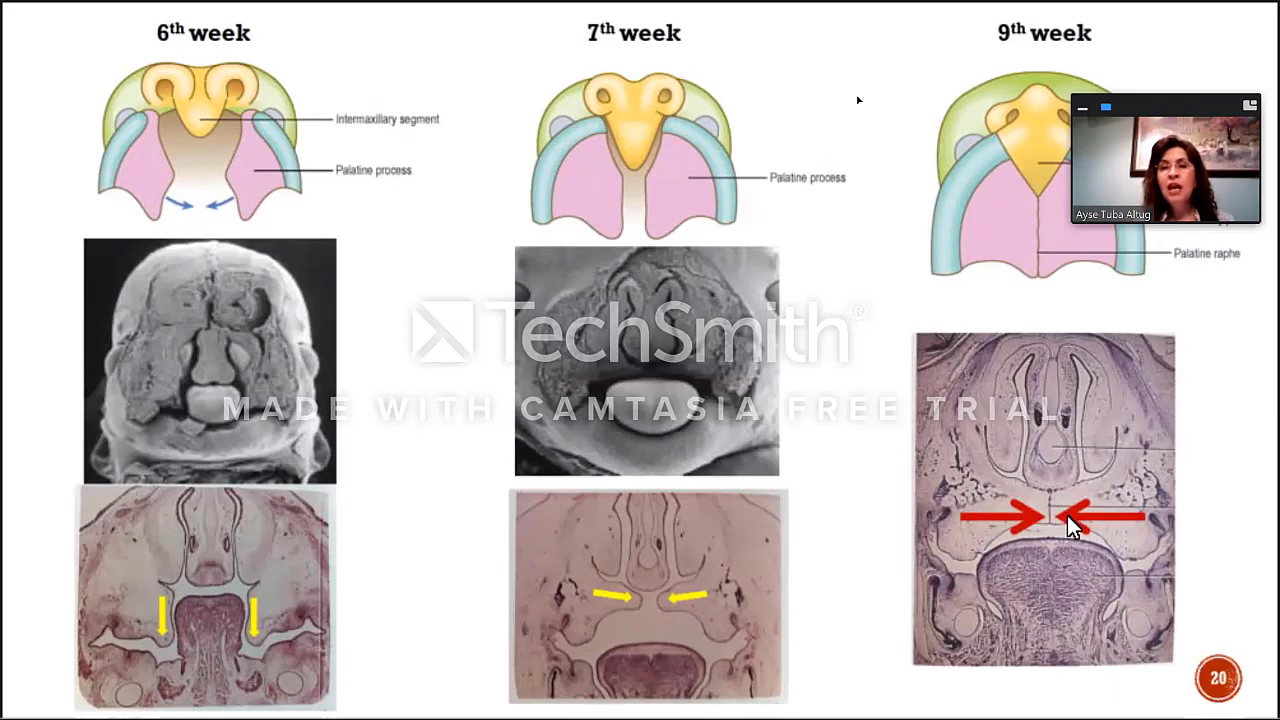 6th week
7th week
9th week
Intermaxillary segment
Palatine process
Palatine process
Ayse Tuba Altug
Palatine raphe
TechSmith®
MADE WITH CAMTASIA FREE TRIAL
20